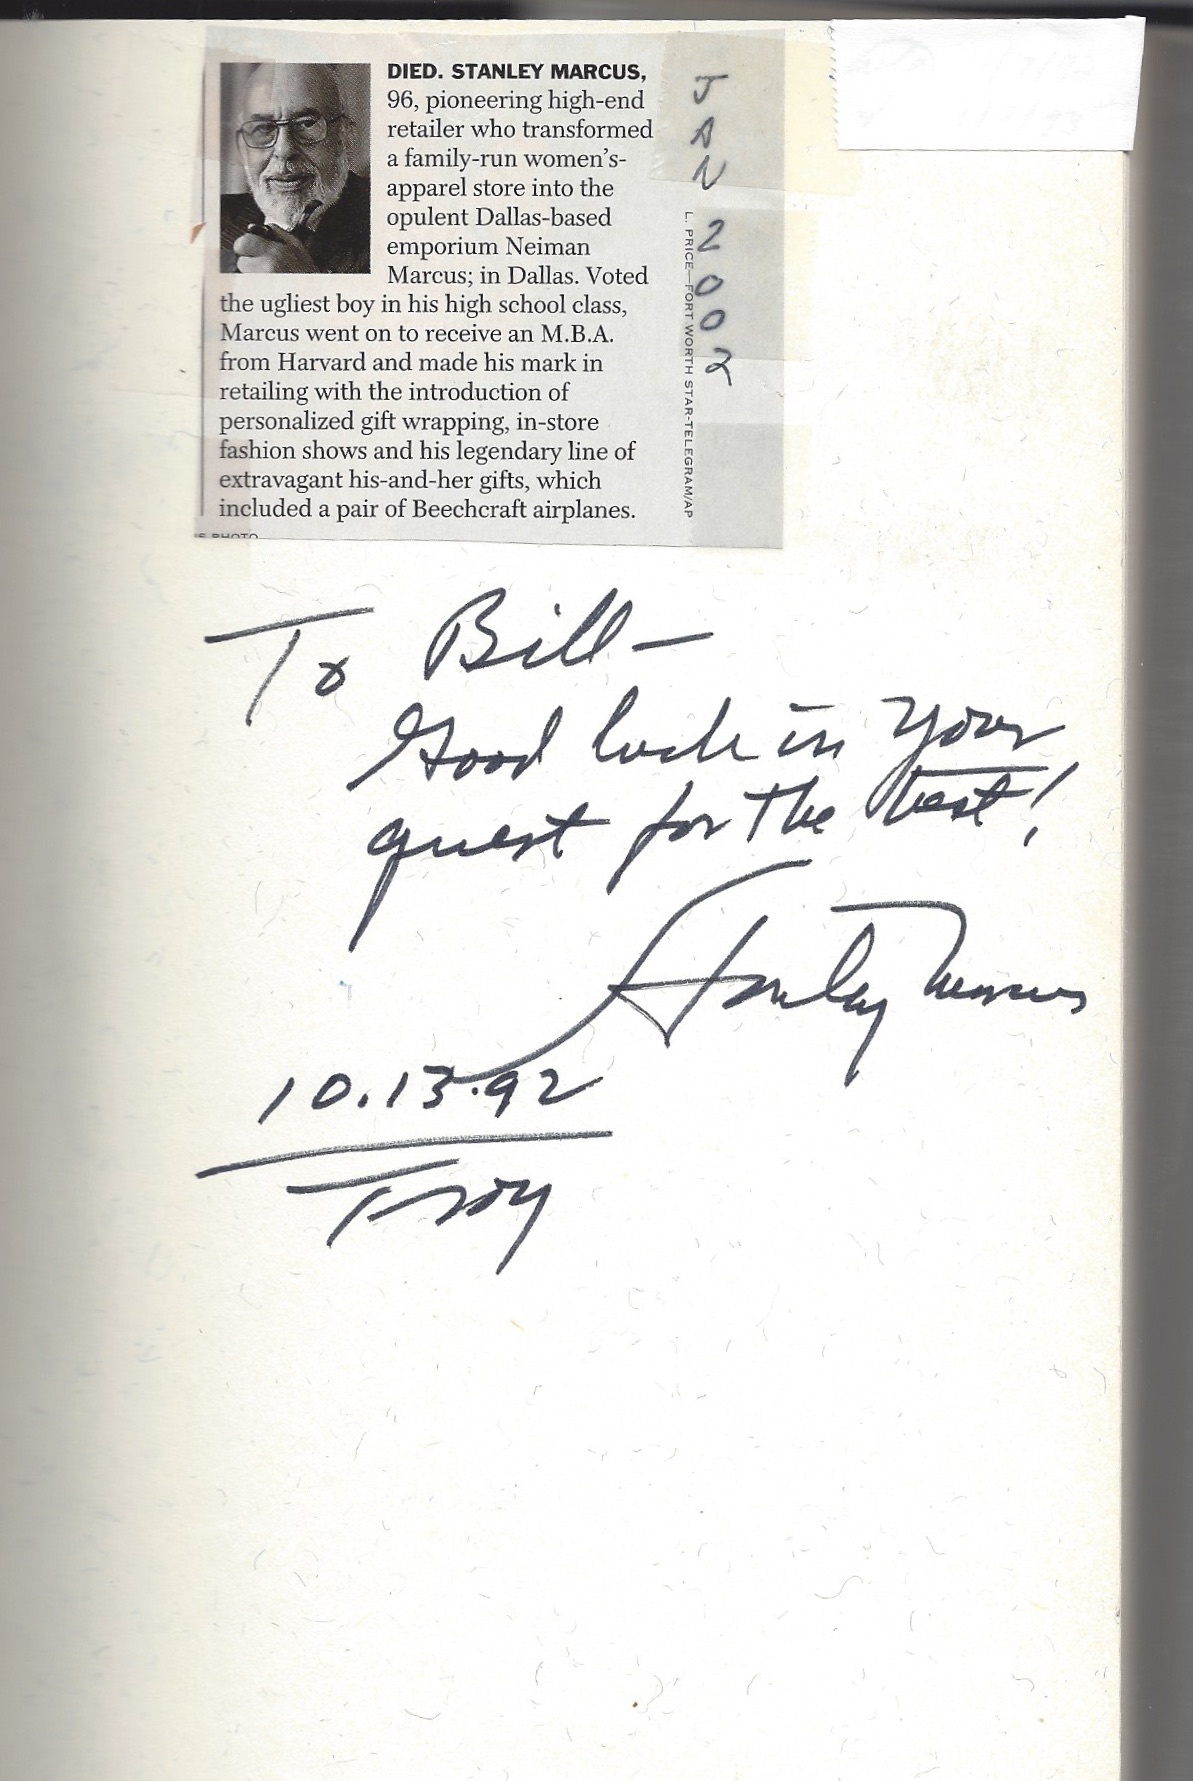 DIED. STANLEY MARCUS,
96, pioneering high-end
retailer who transformed
a family-run women's-
apparel store into the
opulent Dallas-based
emporium Neiman
Marcus; in Dallas. Voted
the ugliest boy in his high school class,
Marcus went on to receive an M.B.A.
from Harvard and made his mark in
retailing with the introduction of
personalized gift wrapping, in-store
fashion shows and his legendary line of
extravagant his-and-her gifts, which
included a pair of Beechcraft airplanes.
L. PRICE—FORT WORTH STAR-TELEGRAM/AP
JAN 2002
PHOTO
To Bill—
Good luck in your
quest for the best!
Stanley Marcus
10.13.92
Troy